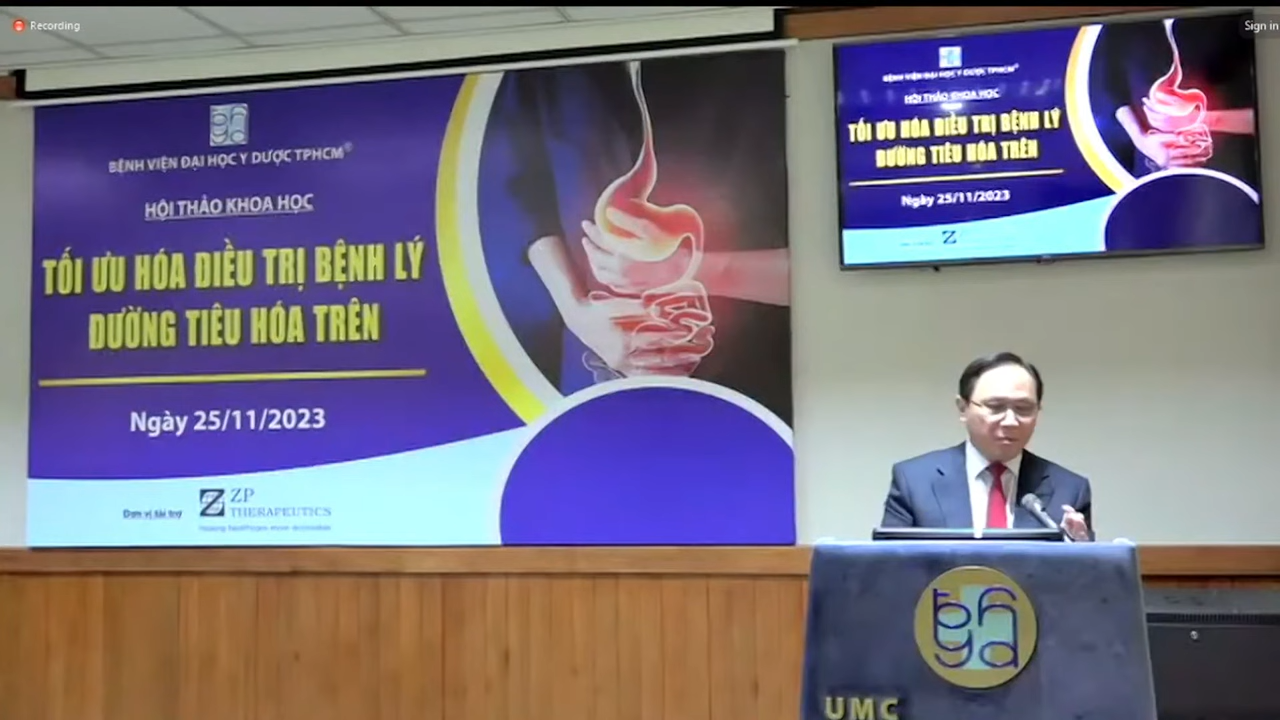 Recording
Sign in
BỆNH VIỆN ĐẠI HỌC Y DƯỢC TPHCM®
HỘI THẢO KHOA HỌC
TỐI ƯU HÓA ĐIỀU TRỊ BỆNH LÝ
ĐƯỜNG TIÊU HÓA TRÊN
Ngày 25/11/2023
Đơn vị tài trợ
ZP
THERAPEUTICS
BỆNH VIỆN ĐẠI HỌC Y DƯỢC TPHCM®
HỘI THẢO KHOA HỌC
TỐI ƯU HÓA ĐIỀU TRỊ BỆNH LÝ
ĐƯỜNG TIÊU HÓA TRÊN
Ngày 25/11/2023
UMC